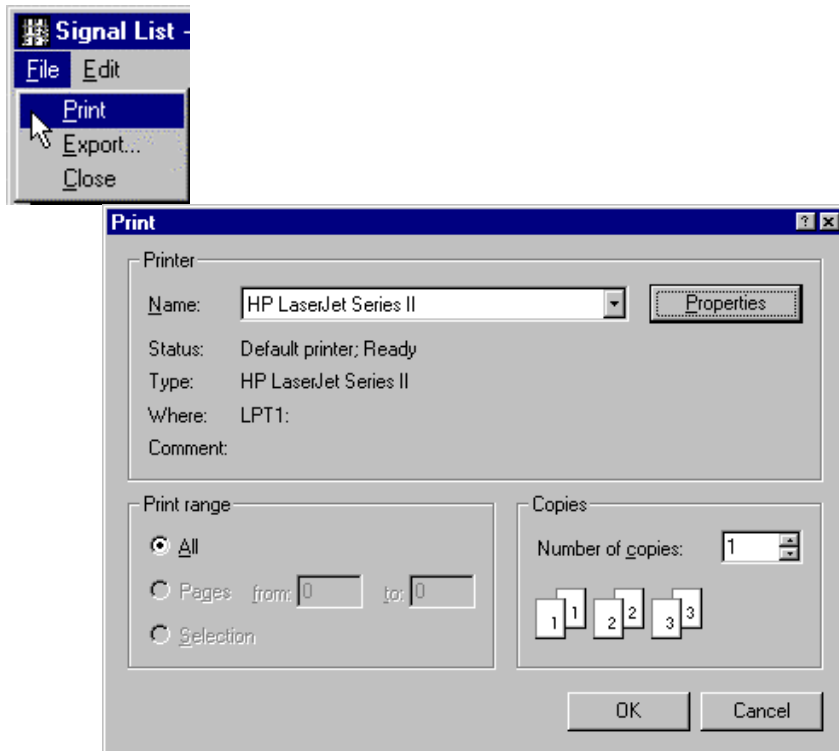 Signal List -
File Edit
Print
Export...
Close
Print
Printer
Name: HP LaserJet Series II Properties
Status: Default printer; Ready
Type: HP LaserJet Series II
Where: LPT1:
Comment:
Print range
All
Pages from: 0 to: 0
Selection
Copies
Number of copies: 1
1 1 2 2 3 3
OK Cancel